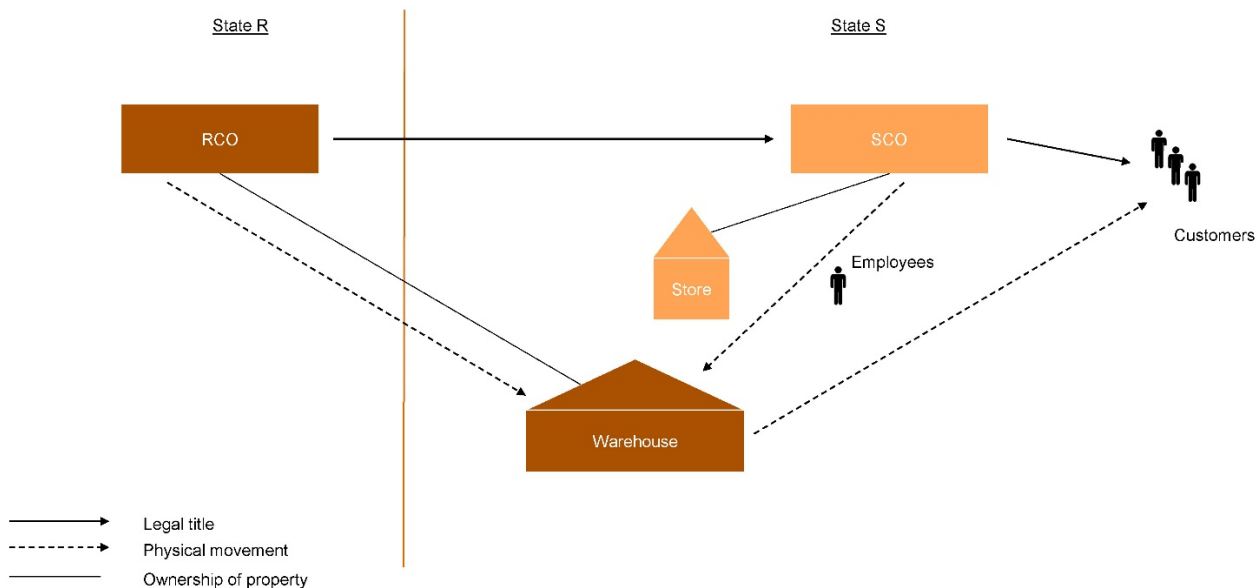 State R
State S
RCO
SCO
Customers
Employees
Store
Warehouse
Legal title
Physical movement
Ownership of property